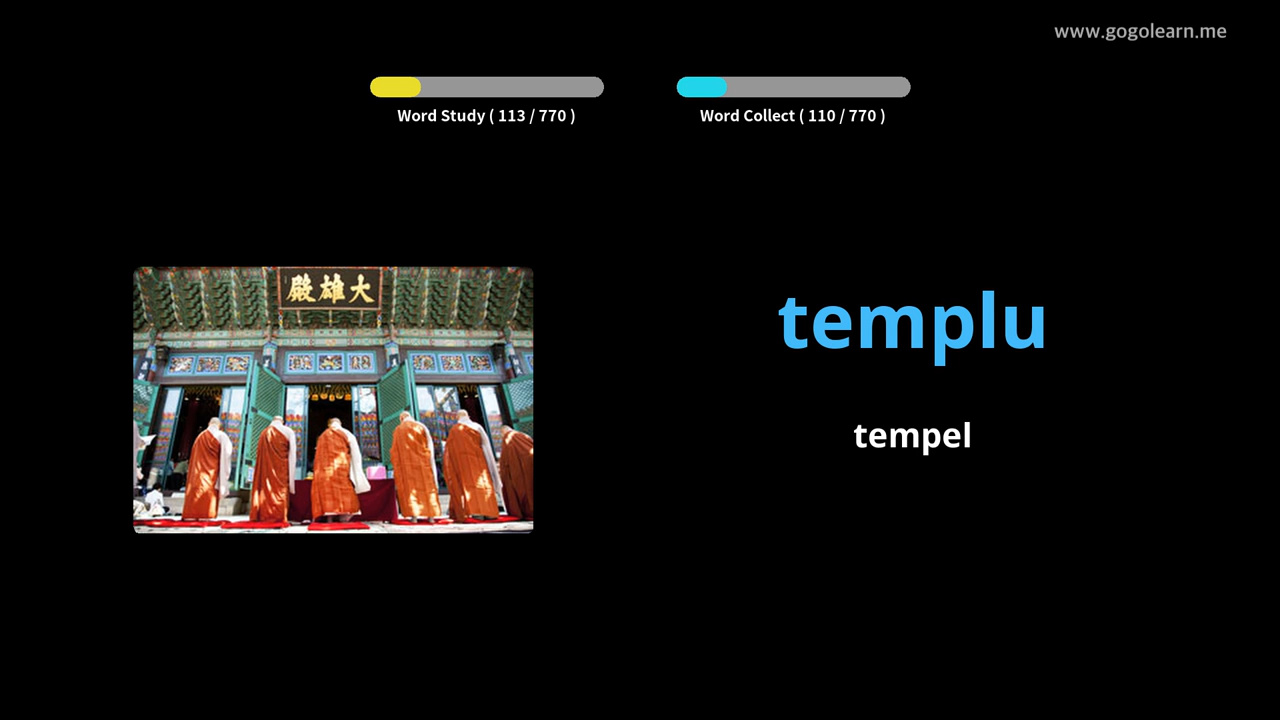 www.gogolearn.me
Word Study ( 113 / 770 )
Word Collect ( 110 / 770 )
殿雄大
templu
tempel